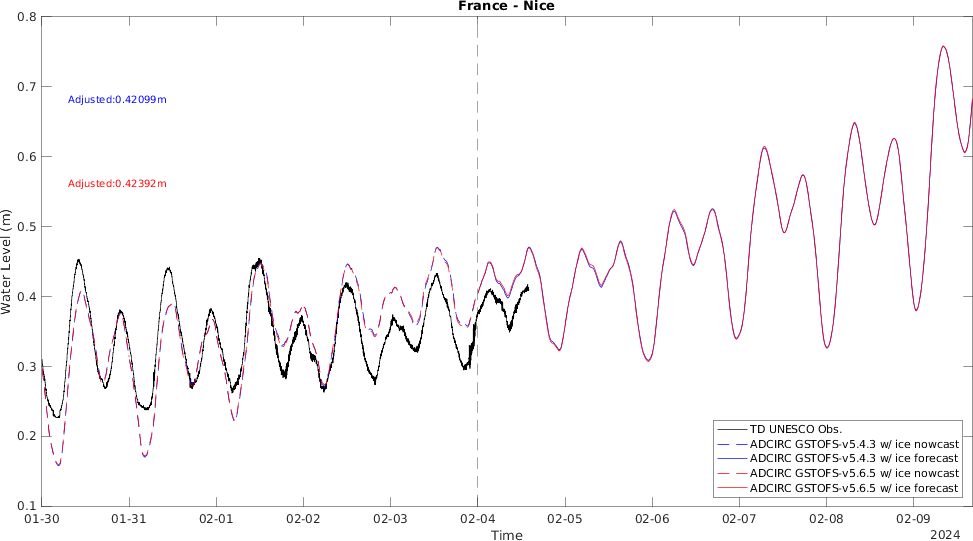 France - Nice
0.8
0.7
0.6
0.5
0.4
0.3
0.2
0.1
Water Level (m)
Adjusted:0.42099m
Adjusted:0.42392m
TD UNESCO Obs.
ADCIRC GSTOFS-v5.4.3 w/ ice nowcast
ADCIRC GSTOFS-v5.4.3 w/ ice forecast
ADCIRC GSTOFS-v5.6.5 w/ ice nowcast
ADCIRC GSTOFS-v5.6.5 w/ ice forecast
01-30 01-31 02-01 02-02 02-03 02-04 02-05 02-06 02-07 02-08 02-09
Time
2024